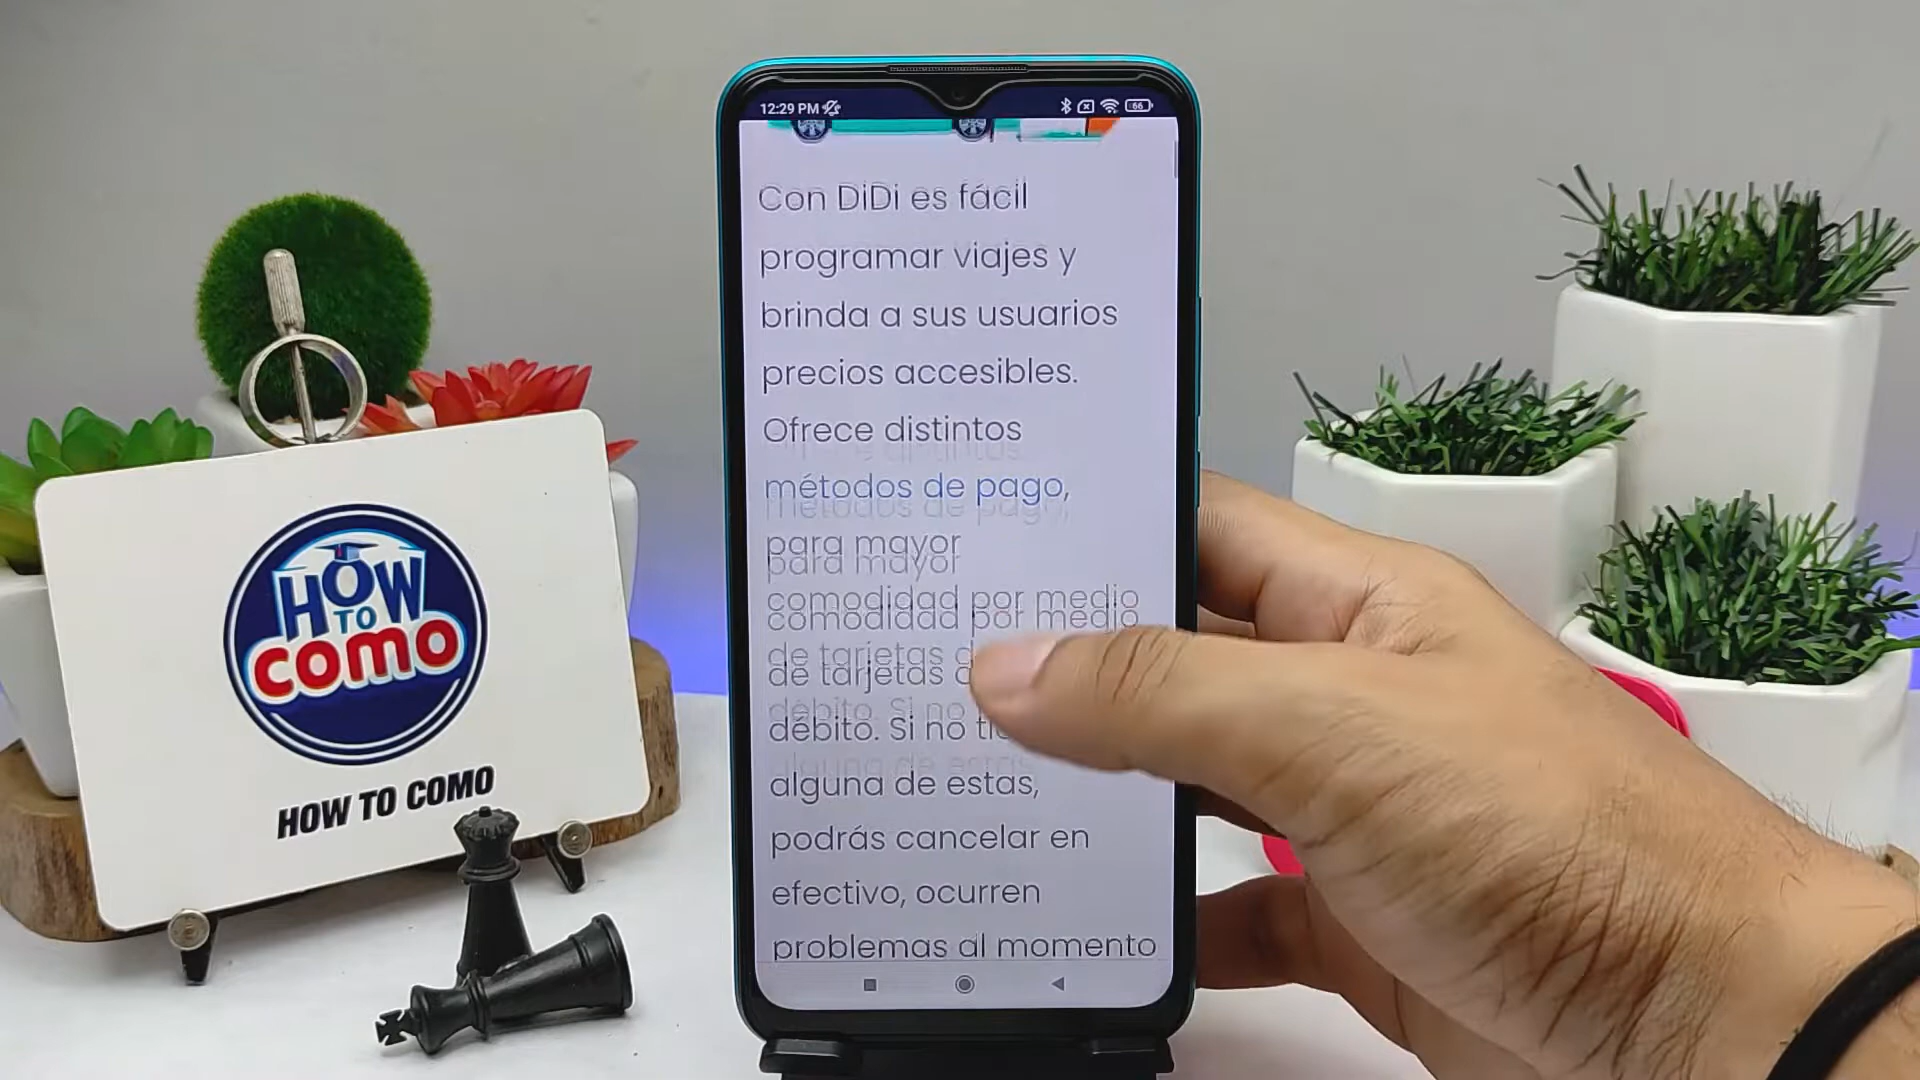 12:29 PM
66
Con DiDi es fácil
programar viajes y
brinda a sus usuarios
precios accesibles.
Ofrece distintos
métodos de pago,
para mayor
comodidad por medio
de tarjetas
débito. Si no
alguna de estas,
podrás cancelar en
efectivo, ocurren
problemas al momento
HOW
TO
como
HOW TO COMO